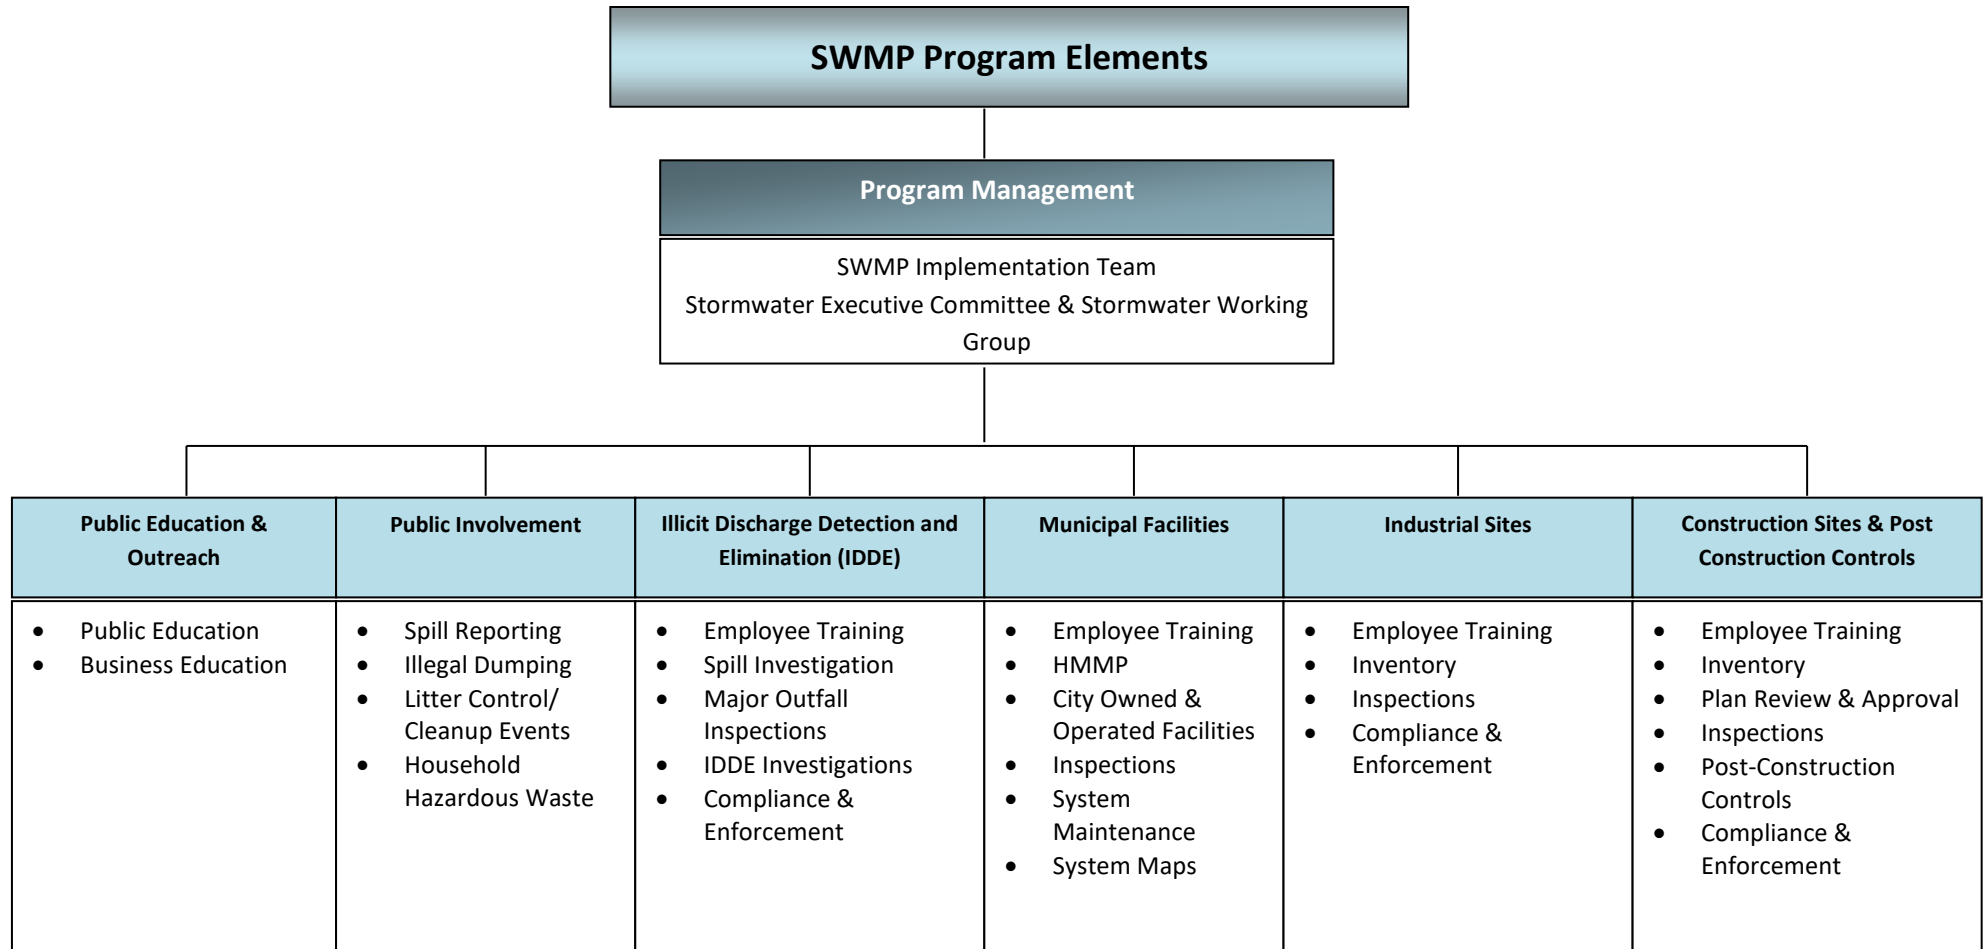 SWMP Program Elements
Program Management
SWMP Implementation Team
Stormwater Executive Committee & Stormwater Working
Group
Public Education &
Outreach
• Public Education
• Business Education
Public Involvement
• Spill Reporting
• Illegal Dumping
• Litter Control/
Cleanup Events
• Household
Hazardous Waste
Illicit Discharge Detection and
Elimination (IDDE)
• Employee Training
• Spill Investigation
• Major Outfall
Inspections
• IDDE Investigations
• Compliance &
Enforcement
Municipal Facilities
• Employee Training
• HMMP
• City Owned &
Operated Facilities
• Inspections
• System
Maintenance
• System Maps
Industrial Sites
• Employee Training
• Inventory
• Inspections
• Compliance &
Enforcement
Construction Sites & Post
Construction Controls
• Employee Training
• Inventory
• Plan Review & Approval
• Inspections
• Post-Construction
Controls
• Compliance &
Enforcement